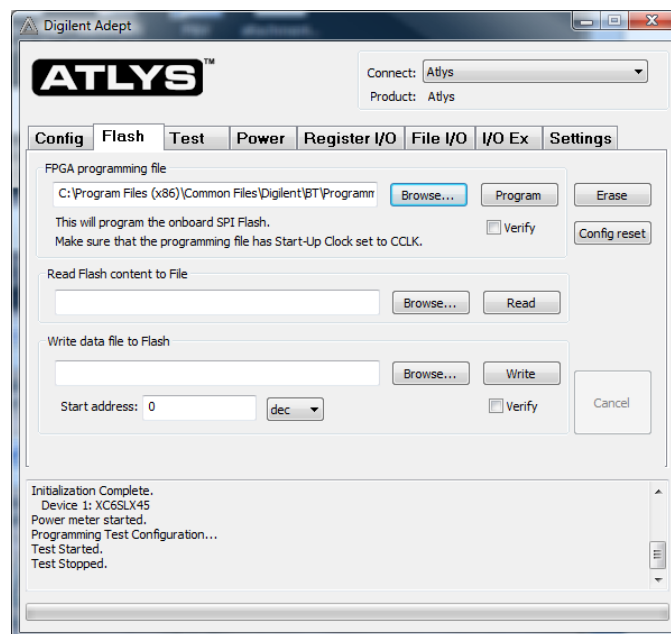 Digilent Adept
ATLYS™
Connect: Atlys
Product: Atlys
Config Flash Test Power Register I/O File I/O I/O Ex Settings
FPGA programming file
C:\Program Files (x86)\Common Files\Digilent\BT\Programm Browse... Program Erase
This will program the onboard SPI Flash.
Make sure that the programming file has Start-Up Clock set to CCLK.
Verify
Config reset
Read Flash content to File
Browse... Read
Write data file to Flash
Browse... Write
Start address: 0 dec Verify
Cancel
Initialization Complete.
Device 1: XC6SLX45
Power meter started.
Programming Test Configuration...
Test Started.
Test Stopped.